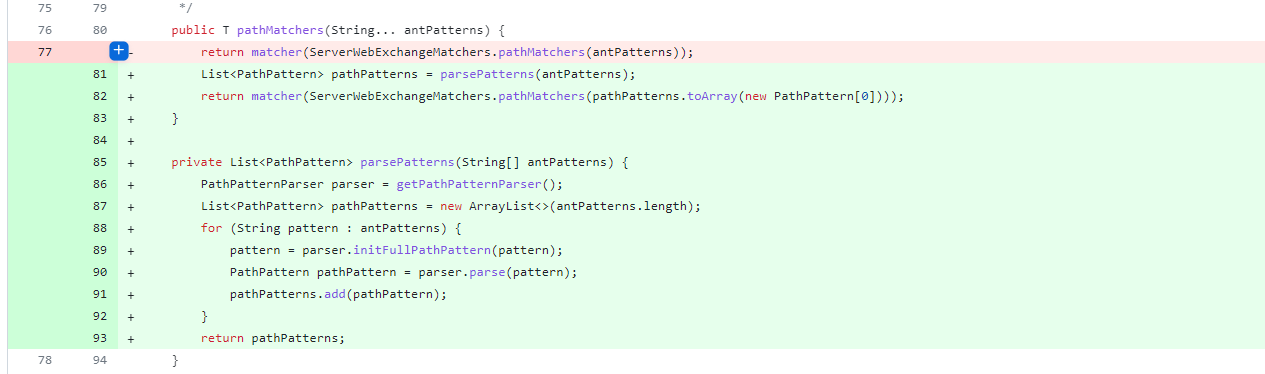 75 79 */
76 80 public T pathMatchers(String... antPatterns) {
77 + - return matcher(ServerWebExchangeMatchers.pathMatchers(antPatterns));
81 + List<PathPattern> pathPatterns = parsePatterns(antPatterns);
82 + return matcher(ServerWebExchangeMatchers.pathMatchers(pathPatterns.toArray(new PathPattern[0])));
83 + }
84 +
85 + private List<PathPattern> parsePatterns(String[] antPatterns) {
86 + PathPatternParser parser = getPathPatternParser();
87 + List<PathPattern> pathPatterns = new ArrayList<>(antPatterns.length);
88 + for (String pattern : antPatterns) {
89 + pattern = parser.initFullPathPattern(pattern);
90 + PathPattern pathPattern = parser.parse(pattern);
91 + pathPatterns.add(pathPattern);
92 + }
93 + return pathPatterns;
78 94 }